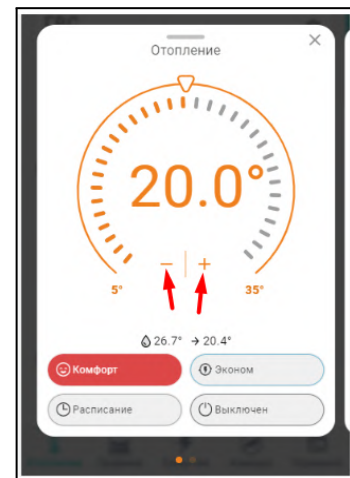 Отопление
20.0°
− +
5° 35°
26.7° → 20.4°
Комфорт Эконом
Расписание Выключен